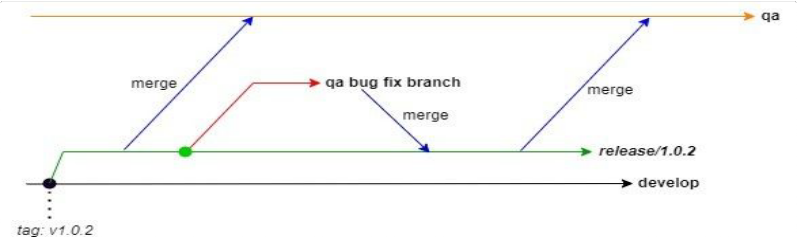 qa
merge
qa bug fix branch
merge
merge
release/1.0.2
develop
tag: v1.0.2